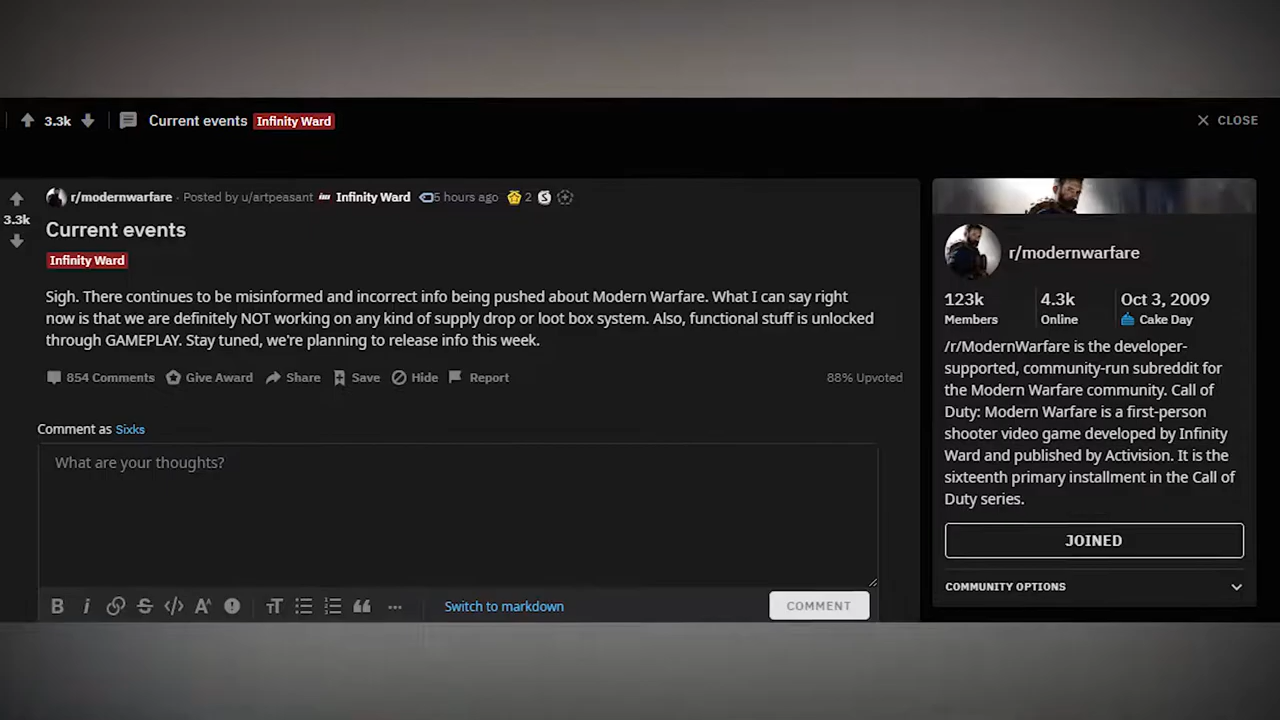 3.3k Current events Infinity Ward CLOSE
r/modernwarfare · Posted by u/artpeasant Infinity Ward 5 hours ago 2 S
3.3k
Current events
Infinity Ward
Sigh. There continues to be misinformed and incorrect info being pushed about Modern Warfare. What I can say right
now is that we are definitely NOT working on any kind of supply drop or loot box system. Also, functional stuff is unlocked
through GAMEPLAY. Stay tuned, we're planning to release info this week.
854 Comments Give Award Share Save Hide Report 88% Upvoted
Comment as Sixks
What are your thoughts?
B i Switch to markdown COMMENT
r/modernwarfare
123k 4.3k Oct 3, 2009
Members Online Cake Day
/r/ModernWarfare is the developer-
supported, community-run subreddit for
the Modern Warfare community. Call of
Duty: Modern Warfare is a first-person
shooter video game developed by Infinity
Ward and published by Activision. It is the
sixteenth primary installment in the Call of
Duty series.
JOINED
COMMUNITY OPTIONS